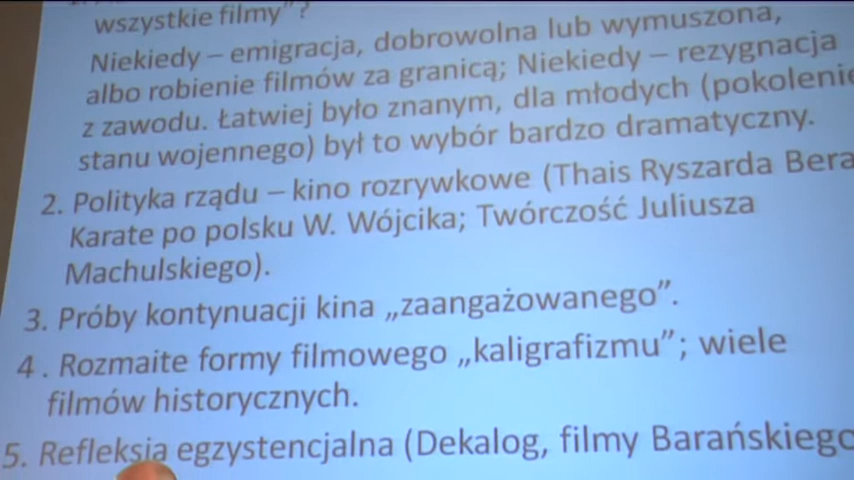 wszystkie filmy"?
Niekiedy – emigracja, dobrowolna lub wymuszona,
albo robienie filmów za granicą; Niekiedy – rezygnacja
z zawodu. Łatwiej było znanym, dla młodych (pokolenie
stanu wojennego) był to wybór bardzo dramatyczny.
2. Polityka rządu – kino rozrywkowe (Thais Ryszarda Bera
Karate po polsku W. Wójcika; Twórczość Juliusza
Machulskiego).
3. Próby kontynuacji kina „zaangażowanego”.
4 . Rozmaite formy filmowego „kaligrafizmu”; wiele
filmów historycznych.
5. Refleksja egzystencjalna (Dekalog, filmy Barańskiego